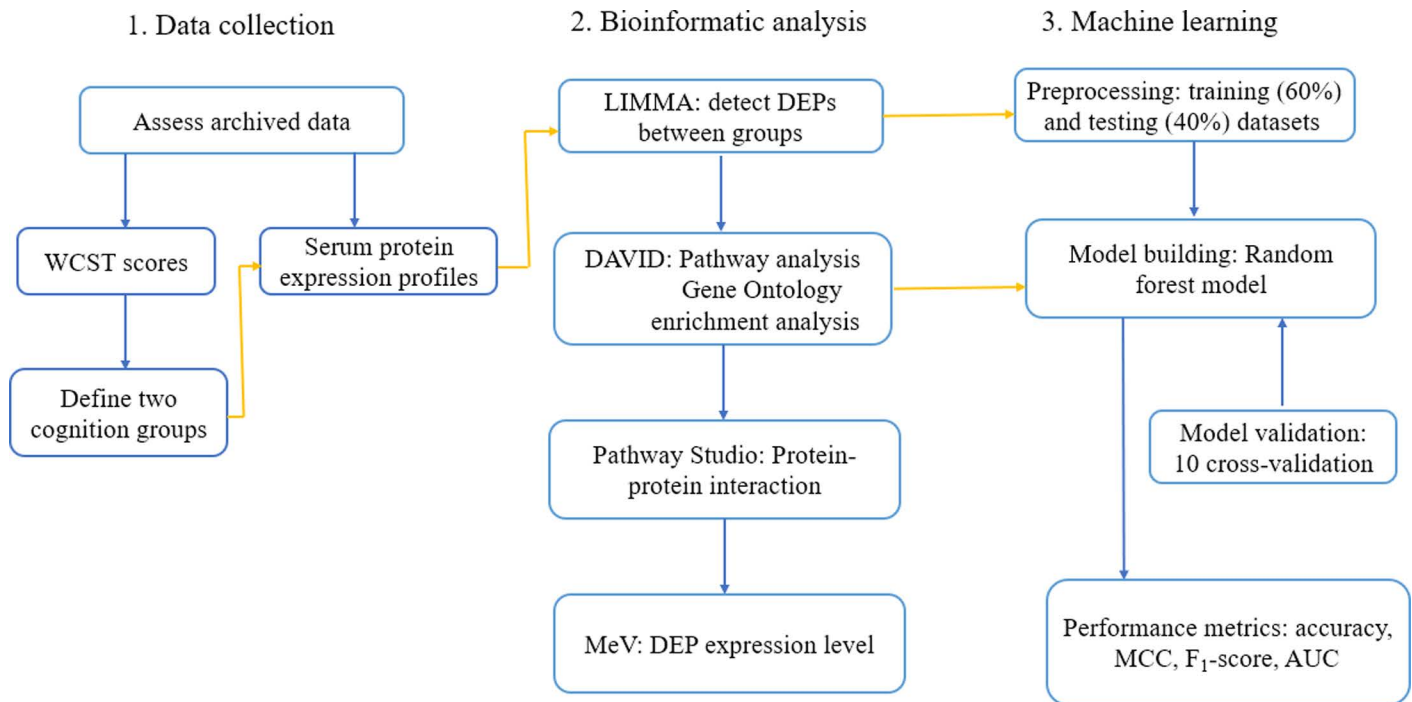 1. Data collection
Assess archived data
WCST scores
Serum protein
expression profiles
Define two
cognition groups
2. Bioinformatic analysis
LIMMA: detect DEPs
between groups
DAVID: Pathway analysis
Gene Ontology
enrichment analysis
Pathway Studio: Protein-
protein interaction
MeV: DEP expression level
3. Machine learning
Preprocessing: training (60%)
and testing (40%) datasets
Model building: Random
forest model
Model validation:
10 cross-validation
Performance metrics: accuracy,
MCC, F₁-score, AUC